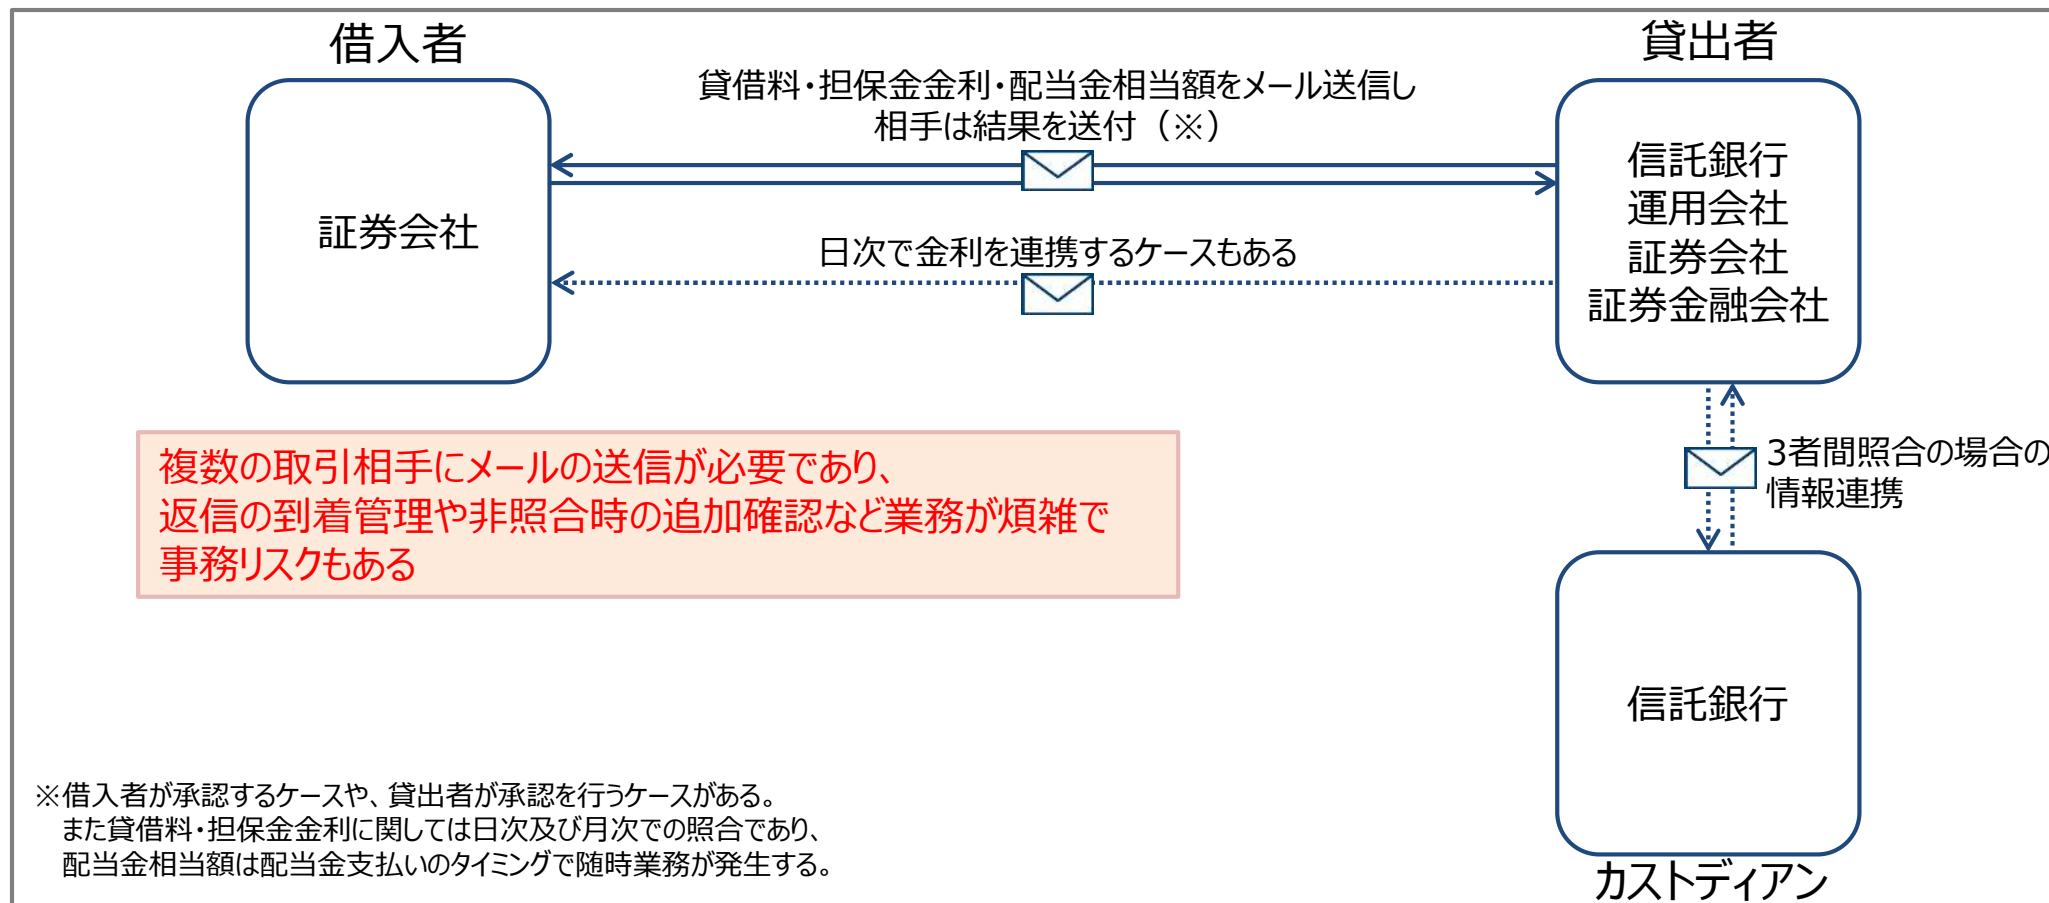 借入者
貸出者
貸借料・担保金金利・配当金相当額をメール送信し
相手は結果を送付（※）
証券会社
信託銀行
運用会社
証券会社
証券金融会社
日次で金利を連携するケースもある
複数の取引相手にメールの送信が必要であり、
返信の到着管理や非照合時の追加確認など業務が煩雑で
事務リスクもある
3者間照合の場合の
情報連携
信託銀行
カストディアン
※借入者が承認するケースや、貸出者が承認を行うケースがある。
また貸借料・担保金金利に関しては日次及び月次での照合であり、
配当金相当額は配当金支払いのタイミングで随時業務が発生する。